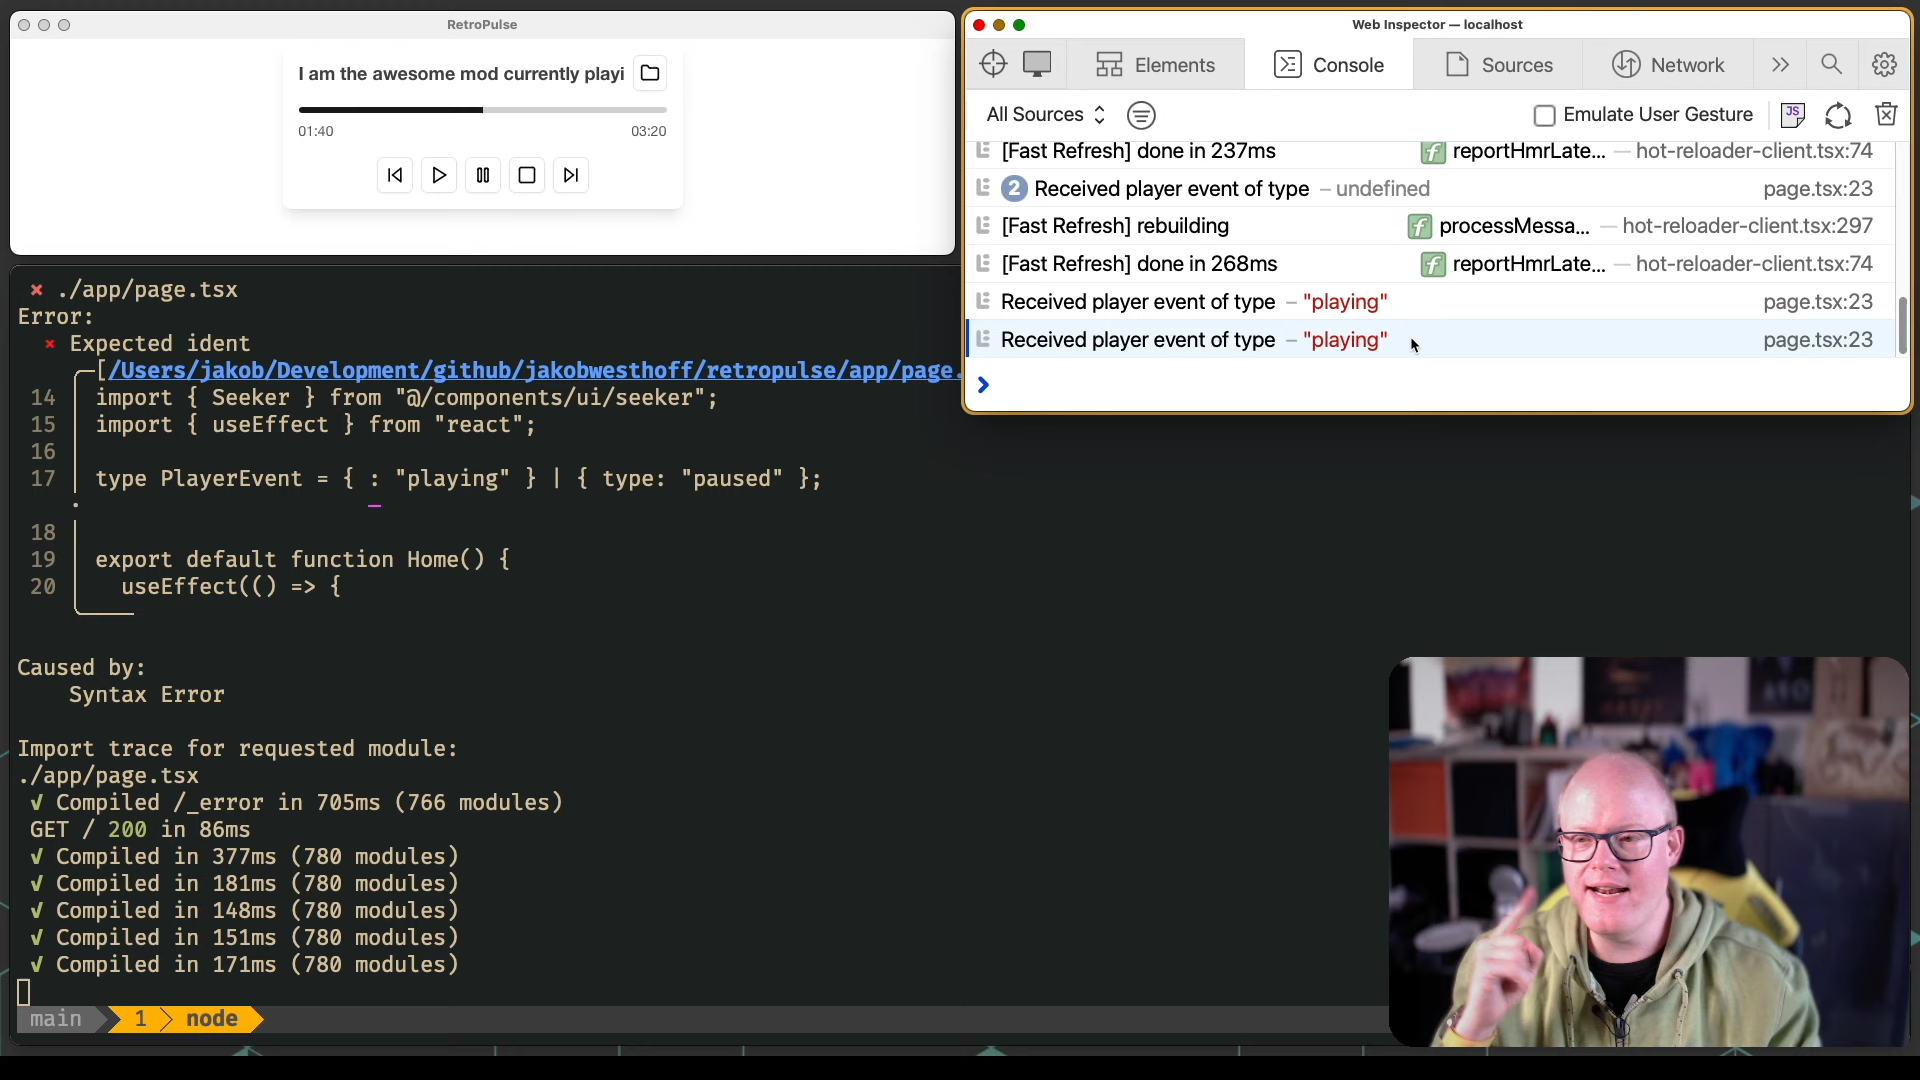 RetroPulse
I am the awesome mod currently playi
01:40
03:20
Web Inspector — localhost
Elements
Console
Sources
Network
All Sources
Emulate User Gesture
JS
[Fast Refresh] done in 237ms
f reportHmrLate... — hot-reloader-client.tsx:74
2 Received player event of type – undefined
page.tsx:23
[Fast Refresh] rebuilding
f processMessa... — hot-reloader-client.tsx:297
[Fast Refresh] done in 268ms
f reportHmrLate... — hot-reloader-client.tsx:74
Received player event of type – "playing"
page.tsx:23
Received player event of type – "playing"
page.tsx:23
× ./app/page.tsx
Error:
× Expected ident
[/Users/jakob/Development/github/jakobwesthoff/retropulse/app/page.
14 import { Seeker } from "@/components/ui/seeker";
15 import { useEffect } from "react";
16
17 type PlayerEvent = { : "playing" } | { type: "paused" };
18
19 export default function Home() {
20 useEffect(() => {
Caused by:
Syntax Error
Import trace for requested module:
./app/page.tsx
√ Compiled /_error in 705ms (766 modules)
GET / 200 in 86ms
√ Compiled in 377ms (780 modules)
√ Compiled in 181ms (780 modules)
√ Compiled in 148ms (780 modules)
√ Compiled in 151ms (780 modules)
√ Compiled in 171ms (780 modules)
main 1 node